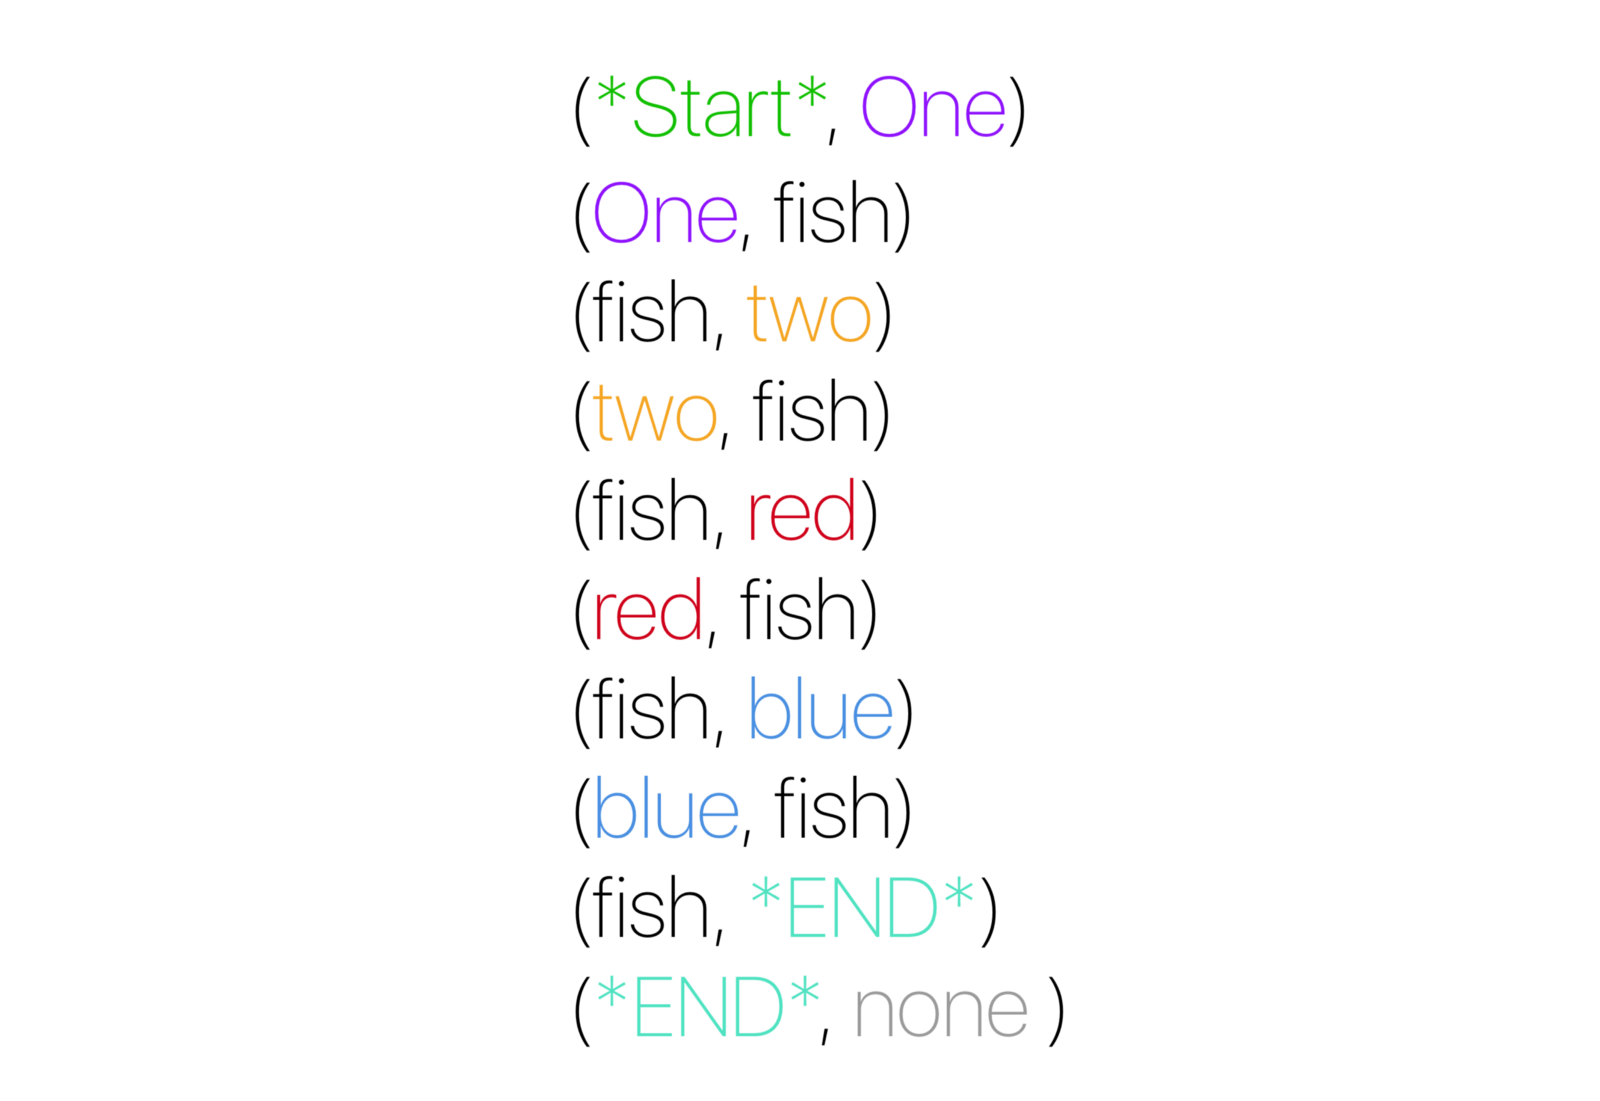 (*Start*, One)
(One, fish)
(fish, two)
(two, fish)
(fish, red)
(red, fish)
(fish, blue)
(blue, fish)
(fish, *END*)
(*END*, none )